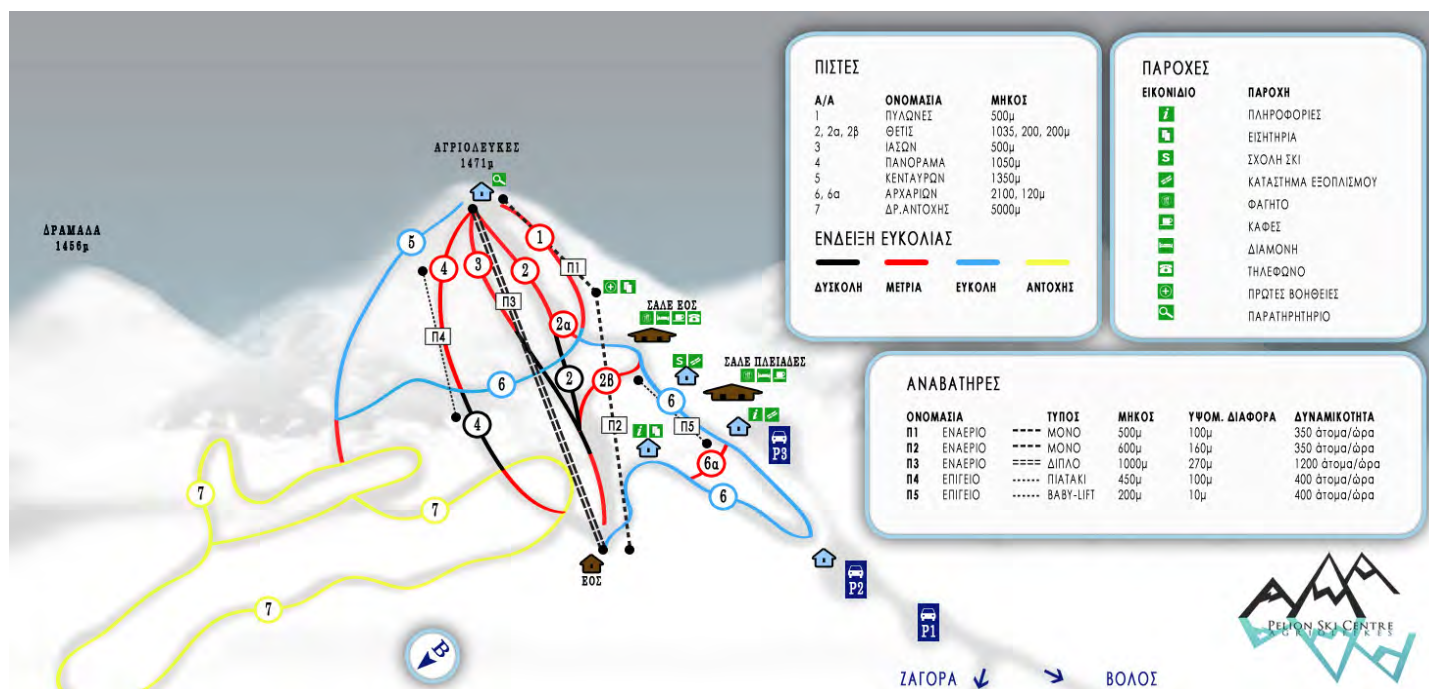 ΑΓΡΙΟΛΕΥΚΕΣ
1471μ
ΔΡΑΜΑΛΑ
1456μ
5
4
3
2
1
Π1
Π3
Π4
2α
ΣΑΛΕ ΕΟΣ
S
ΣΑΛΕ ΠΛΕΙΑΔΕΣ
6
2
2Β
6
4
Π2
Π5
i
i
P3
6α
6
7
7
7
ΕΟΣ
P2
P1
Β
ΖΑΓΟΡΑ
ΒΟΛΟΣ
ΠΙΣΤΕΣ
Α/Α ΟΝΟΜΑΣΙΑ ΜΗΚΟΣ
1 ΠΥΛΩΝΕΣ 500μ
2, 2α, 2β ΘΕΤΙΣ 1035, 200, 200μ
3 ΙΑΣΩΝ 500μ
4 ΠΑΝΟΡΑΜΑ 1050μ
5 ΚΕΝΤΑΥΡΩΝ 1350μ
6, 6α ΑΡΧΑΡΙΩΝ 2100, 120μ
7 ΔΡ.ΑΝΤΟΧΗΣ 5000μ
ΕΝΔΕΙΞΗ ΕΥΚΟΛΙΑΣ
ΔΥΣΚΟΛΗ ΜΕΤΡΙΑ ΕΥΚΟΛΗ ΑΝΤΟΧΗΣ
ΠΑΡΟΧΕΣ
ΕΙΚΟΝΙΔΙΟ ΠΑΡΟΧΗ
i ΠΛΗΡΟΦΟΡΙΕΣ
ΕΙΣΗΤΗΡΙΑ
S ΣΧΟΛΗ ΣΚΙ
ΚΑΤΑΣΤΗΜΑ ΕΞΟΠΛΙΣΜΟΥ
ΦΑΓΗΤΟ
ΚΑΦΕΣ
ΔΙΑΜΟΝΗ
ΤΗΛΕΦΩΝΟ
ΠΡΩΤΕΣ ΒΟΗΘΕΙΕΣ
ΠΑΡΑΤΗΡΗΤΗΡΙΟ
ΑΝΑΒΑΤΗΡΕΣ
ΟΝΟΜΑΣΙΑ ΤΥΠΟΣ ΜΗΚΟΣ ΥΨΟΜ. ΔΙΑΦΟΡΑ ΔΥΝΑΜΙΚΟΤΗΤΑ
Π1 ΕΝΑΕΡΙΟ ΜΟΝΟ 500μ 100μ 350 άτομα/ώρα
Π2 ΕΝΑΕΡΙΟ ΜΟΝΟ 600μ 160μ 350 άτομα/ώρα
Π3 ΕΝΑΕΡΙΟ ΔΙΠΛΟ 1000μ 270μ 1200 άτομα/ώρα
Π4 ΕΠΙΓΕΙΟ ΠΙΑΤΑΚΙ 450μ 100μ 400 άτομα/ώρα
Π5 ΕΠΙΓΕΙΟ BABY-LIFT 200μ 10μ 400 άτομα/ώρα
PELION SKI CENTRE
AGRIOLEFKES